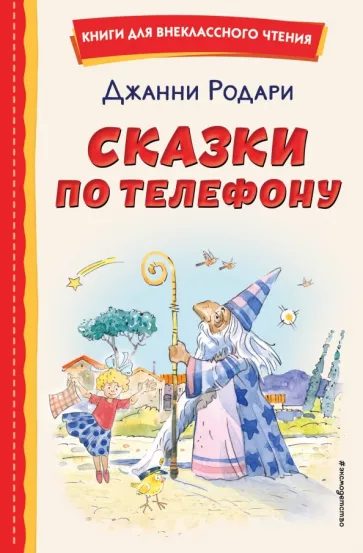 КНИГИ ДЛЯ ВНЕКЛАССНОГО ЧТЕНИЯ
Джанни Родари
СКАЗКИ
ПО ТЕЛЕФОНУ
#эксмодетство